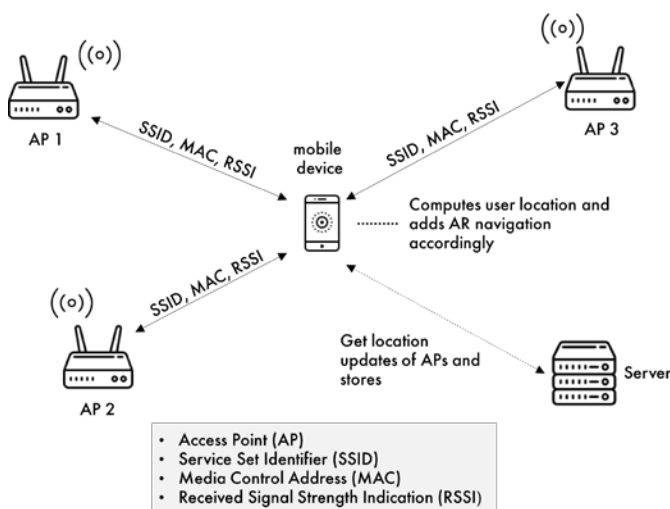 AP 1
SSID, MAC, RSSI
mobile
device
SSID, MAC, RSSI
AP 3
Computes user location and
adds AR navigation
accordingly
SSID, MAC, RSSI
AP 2
Get location
updates of APs and
stores
Server
• Access Point (AP)
• Service Set Identifier (SSID)
• Media Control Address (MAC)
• Received Signal Strength Indication (RSSI)